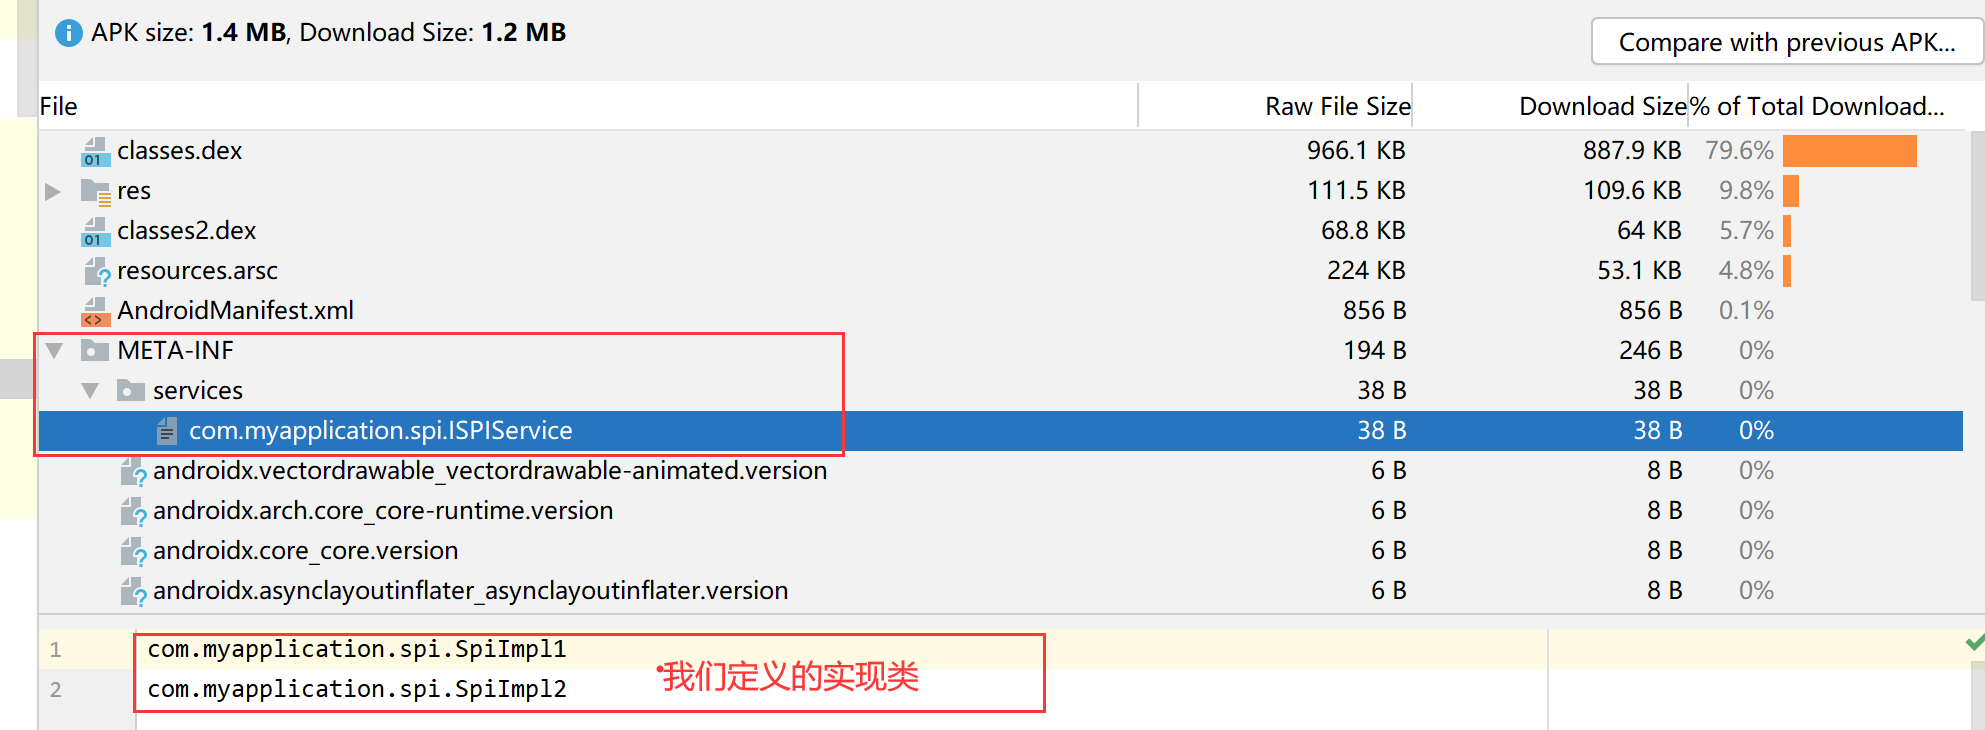 APK size: 1.4 MB, Download Size: 1.2 MB
Compare with previous APK...
File Raw File Size Download Size % of Total Download...
classes.dex 966.1 KB 887.9 KB 79.6%
res 111.5 KB 109.6 KB 9.8%
classes2.dex 68.8 KB 64 KB 5.7%
resources.arsc 224 KB 53.1 KB 4.8%
AndroidManifest.xml 856 B 856 B 0.1%
META-INF 194 B 246 B 0%
services 38 B 38 B 0%
com.myapplication.spi.ISPIService 38 B 38 B 0%
androidx.vectordrawable_vectordrawable-animated.version 6 B 8 B 0%
androidx.arch.core_core-runtime.version 6 B 8 B 0%
androidx.core_core.version 6 B 8 B 0%
androidx.asynclayoutinflater_asynclayoutinflater.version 6 B 8 B 0%
1 com.myapplication.spi.SpiImpl1
我们定义的实现类
2 com.myapplication.spi.SpiImpl2